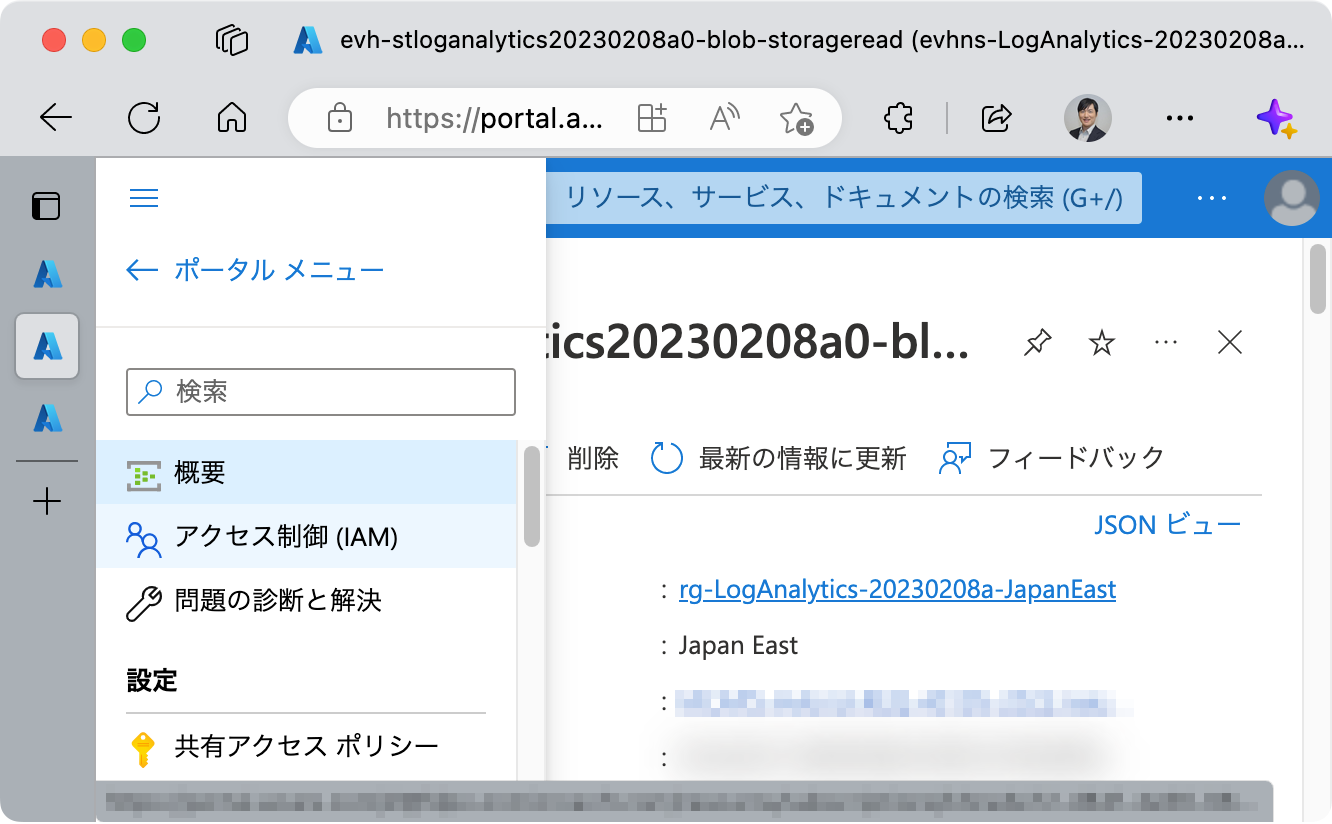 evh-stloganalytics20230208a0-blob-storageread (evhns-LogAnalytics-20230208a...
https://portal.a...
リソース、サービス、ドキュメントの検索 (G+/)
ポータル メニュー
tics20230208a0-bl...
検索
削除
最新の情報に更新
フィードバック
概要
JSON ビュー
アクセス制御 (IAM)
: rg-LogAnalytics-20230208a-JapanEast
問題の診断と解決
: Japan East
設定
:
共有アクセス ポリシー
: